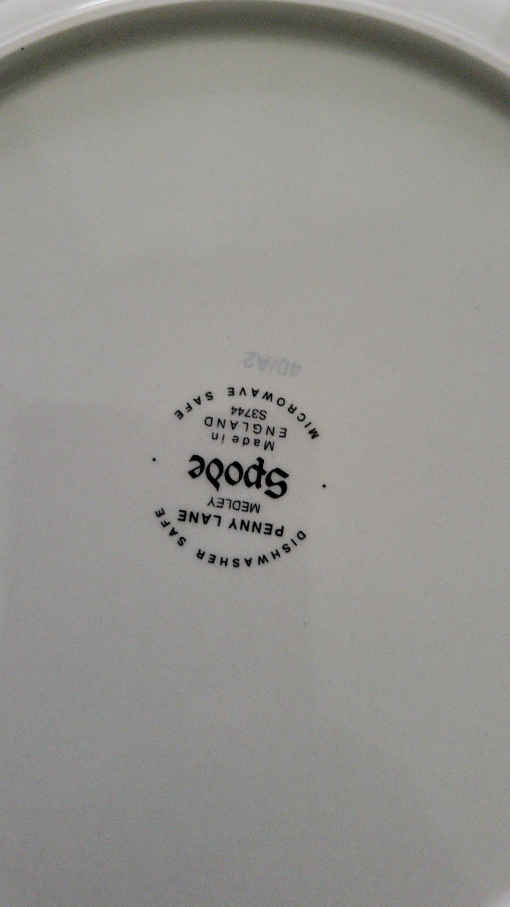 DISHWASHER SAFE
PENNY LANE
MEDLEY
Spode
Made in
ENGLAND
S3744
MICROWAVE SAFE